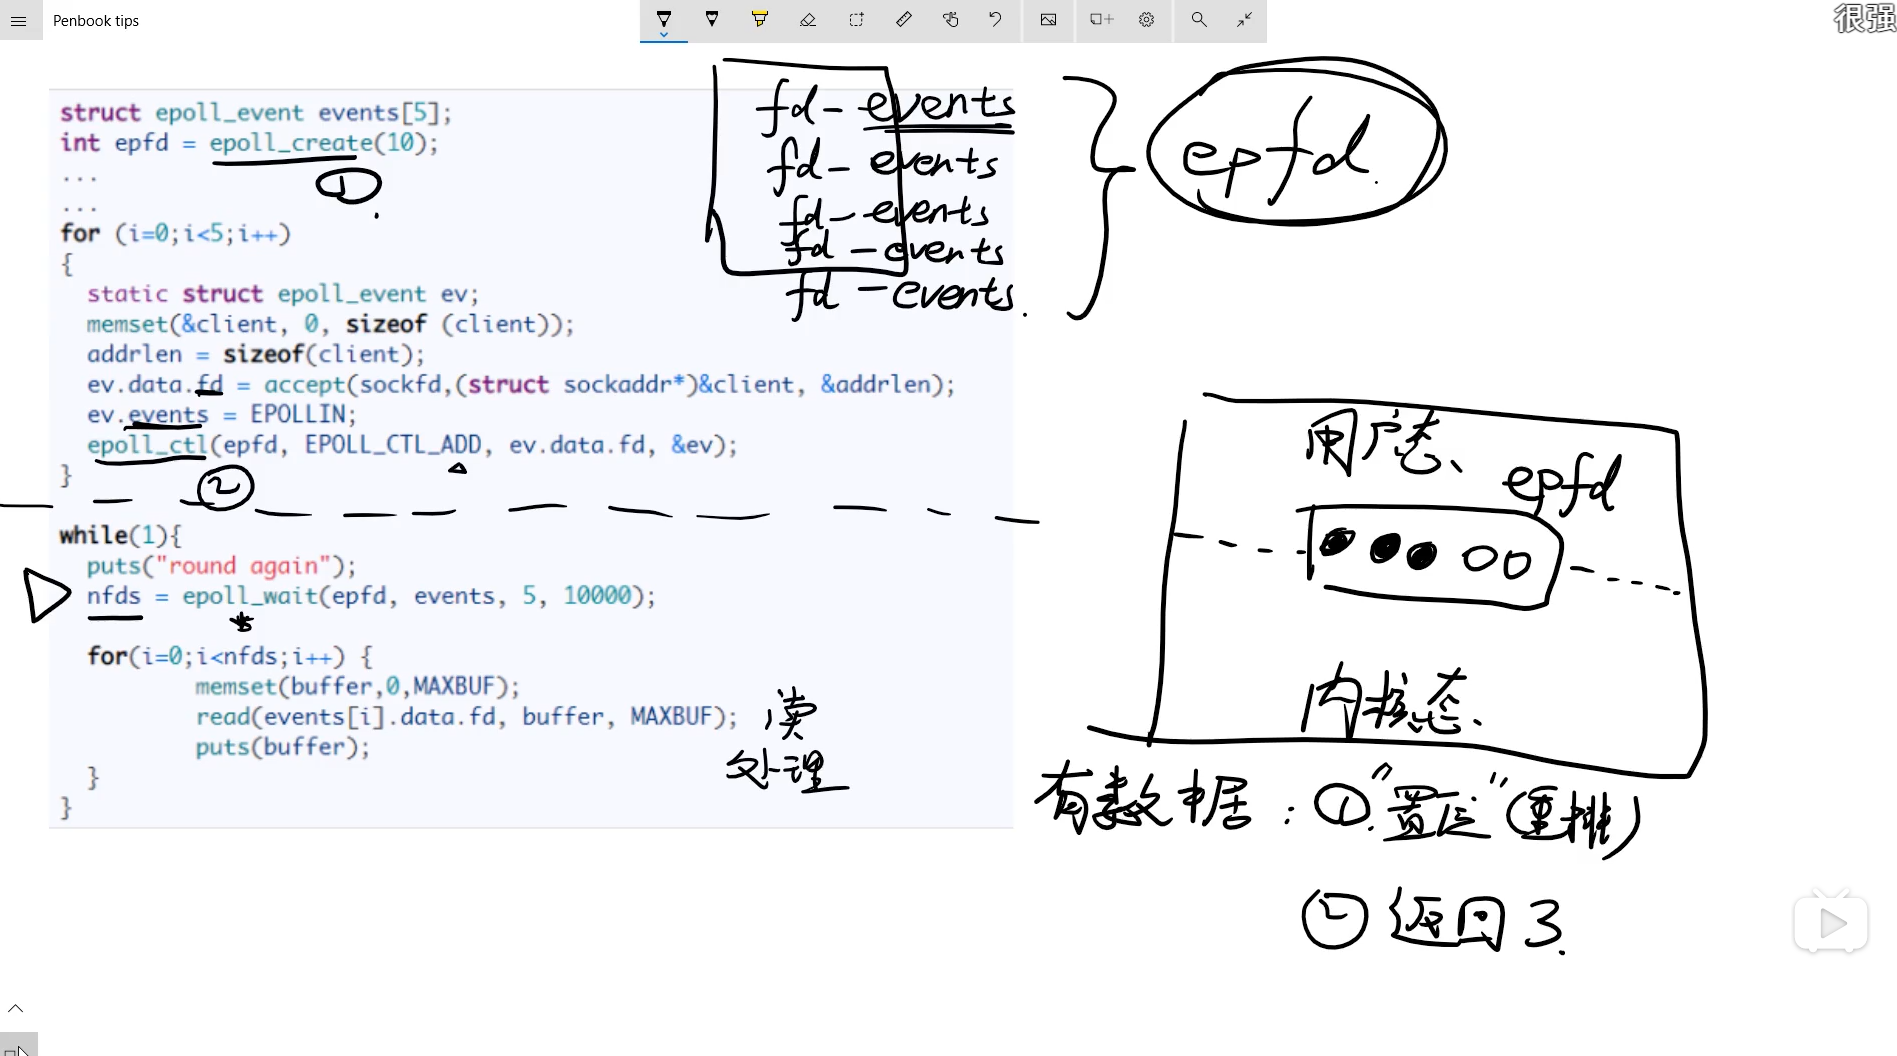 Penbook tips
很强
struct epoll_event events[5];
int epfd = epoll_create(10);
①
...
...
for (i=0;i<5;i++)
{
static struct epoll_event ev;
memset(&client, 0, sizeof (client));
addrlen = sizeof(client);
ev.data.fd = accept(sockfd,(struct sockaddr*)&client, &addrlen);
ev.events = EPOLLIN;
epoll_ctl(epfd, EPOLL_CTL_ADD, ev.data.fd, &ev);
}
②
while(1){
puts("round again");
nfds = epoll_wait(epfd, events, 5, 10000);
for(i=0;i<nfds;i++) {
memset(buffer,0,MAXBUF);
read(events[i].data.fd, buffer, MAXBUF);
puts(buffer);
}
}
读
处理
fd - events
fd - events
fd - events
fd - events
fd - events.
epfd.
用户态、
epfd
内核态、
有数据: ①."置位"(重排)
② 返回 3.